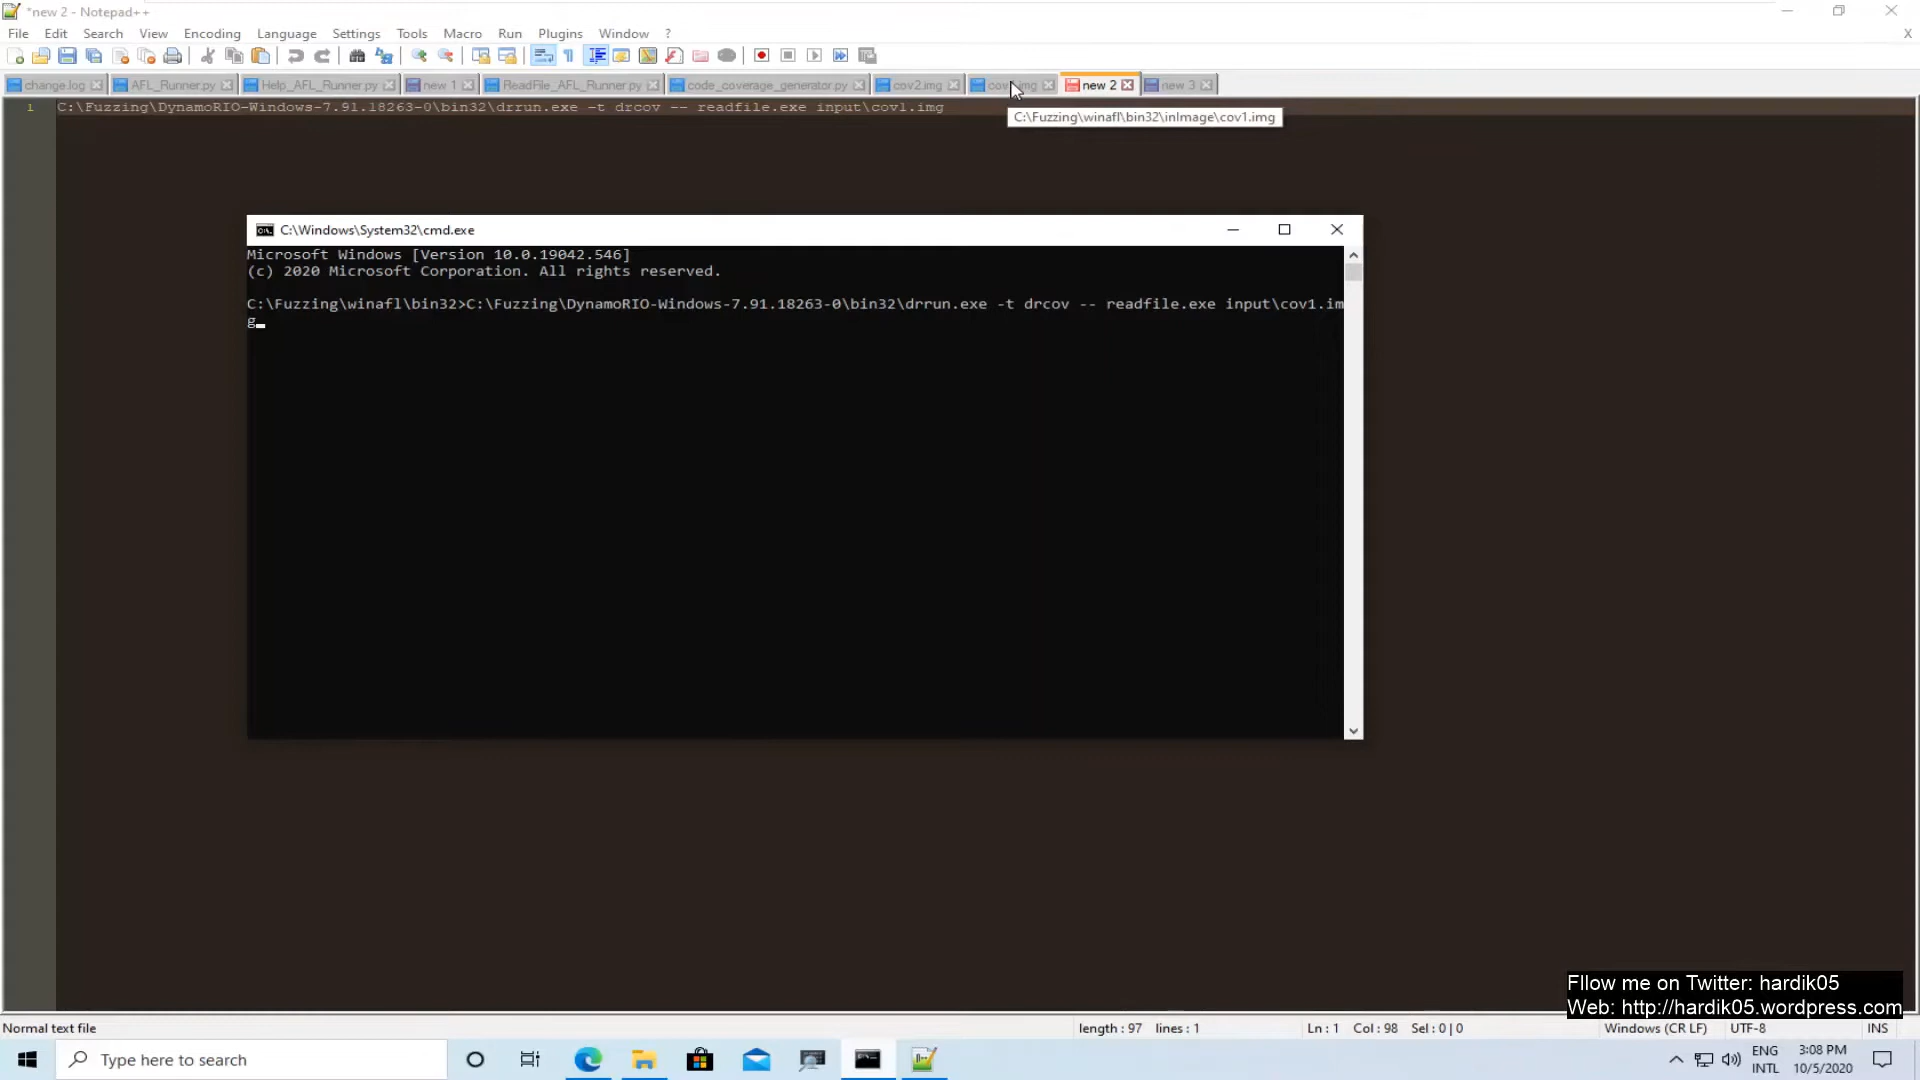 *new 2 - Notepad++
File Edit Search View Encoding Language Settings Tools Macro Run Plugins Window ? X
change.log AFL_Runner.py Help_AFL_Runner.py new 1 ReadFile_AFL_Runner.py code_coverage_generator.py cov2.img new 2 new 3
1 C:\Fuzzing\DynamoRIO-Windows-7.91.18263-0\bin32\drrun.exe -t drcov -- readfile.exe input\cov1.img
C:\Fuzzing\winafl\bin32\inImage\cov1.img
C:\Windows\System32\cmd.exe
Microsoft Windows [Version 10.0.19042.546]
(c) 2020 Microsoft Corporation. All rights reserved.
C:\Fuzzing\winafl\bin32>C:\Fuzzing\DynamoRIO-Windows-7.91.18263-0\bin32\drrun.exe -t drcov -- readfile.exe input\cov1.im
g
Fllow me on Twitter: hardik05
Web: http://hardik05.wordpress.com
Normal text file length : 97 lines : 1 Ln : 1 Col : 98 Sel : 0 | 0 Windows (CR LF) UTF-8 INS
Type here to search
ENG 3:08 PM
INTL 10/5/2020